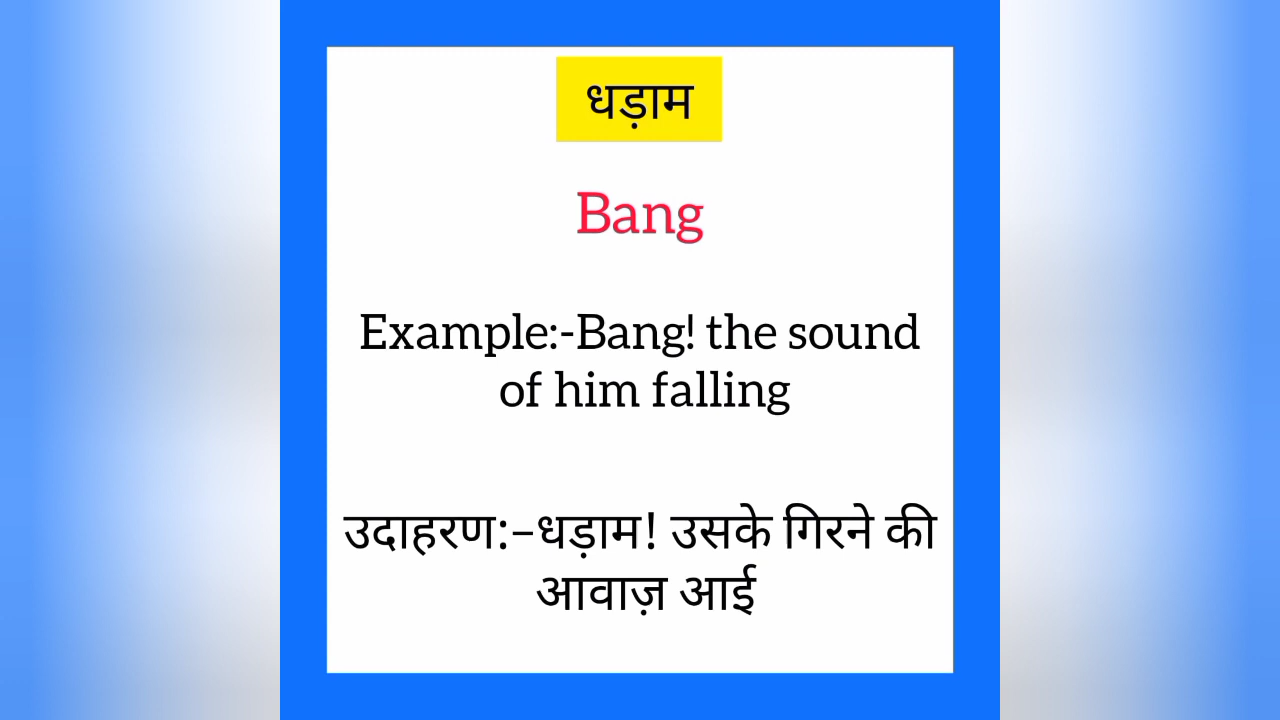 धड़ाम
Bang
Example:-Bang! the sound
of him falling
उदाहरण:–धड़ाम! उसके गिरने की
आवाज़ आई